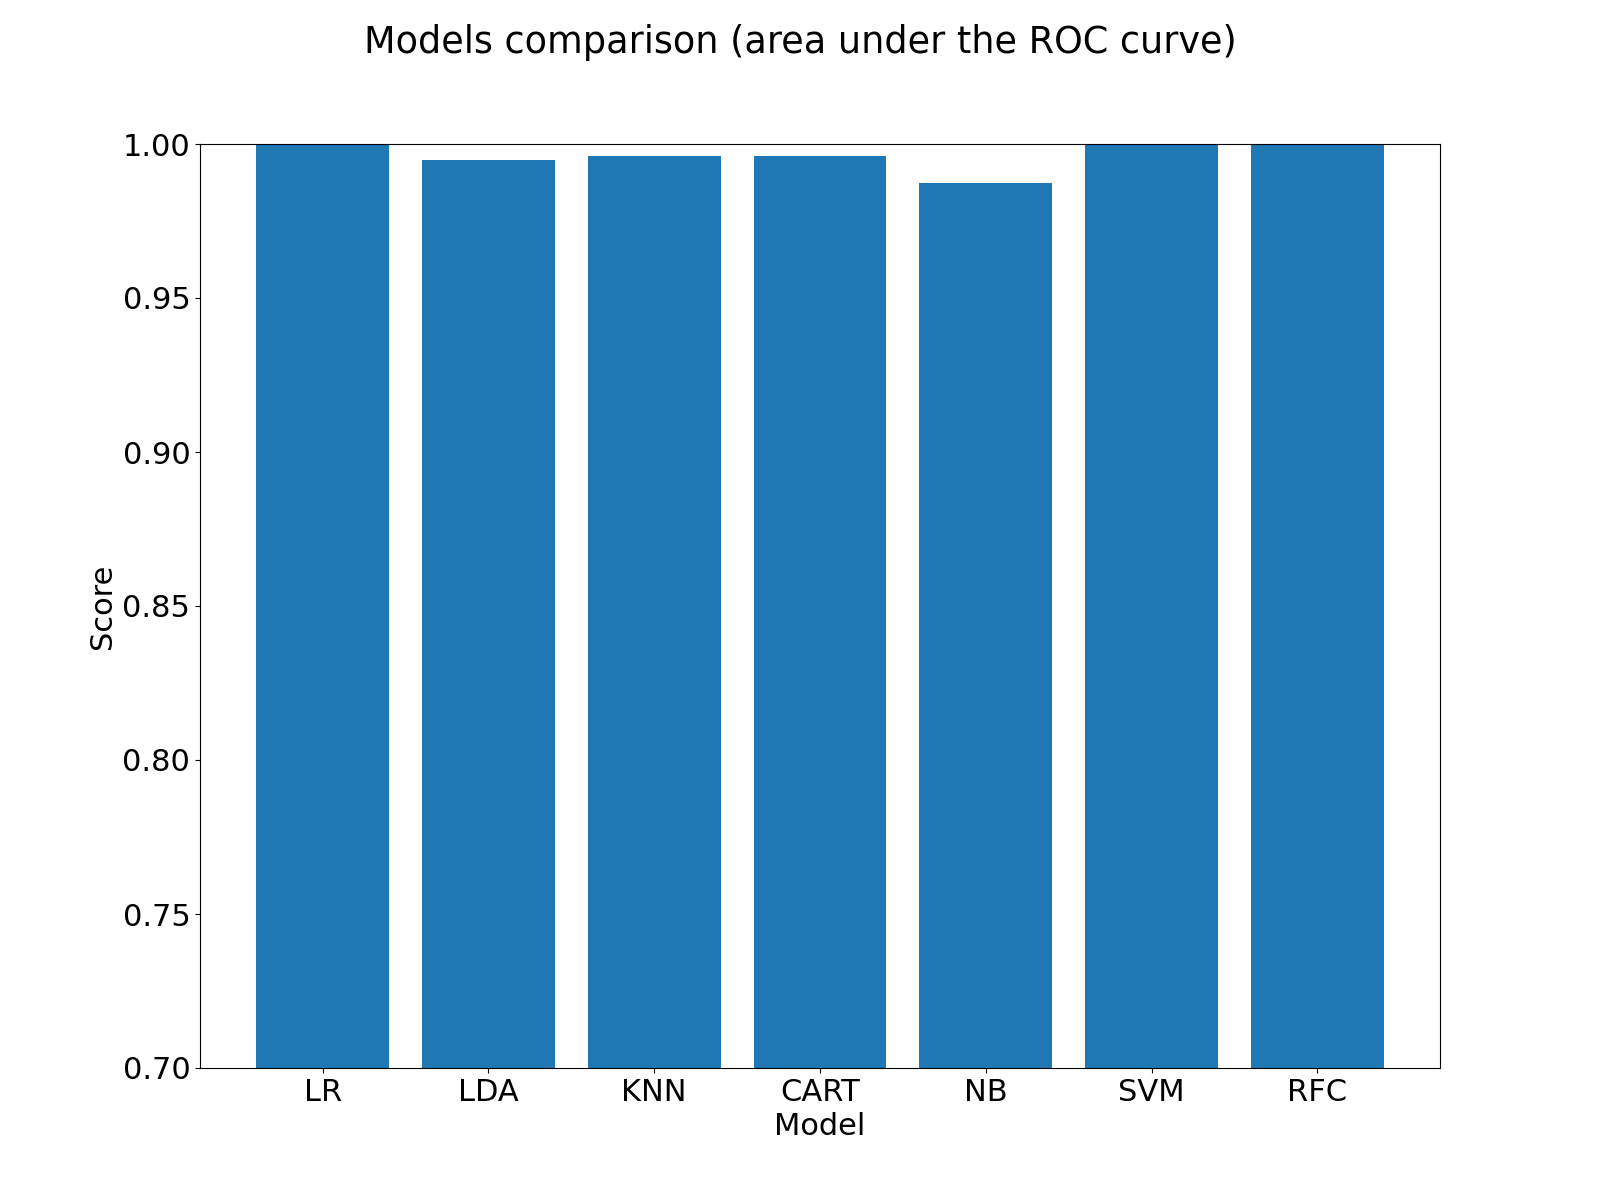 Models comparison (area under the ROC curve)
1.00
0.95
0.90
0.85
0.80
0.75
0.70
Score
LR LDA KNN CART NB SVM RFC
Model